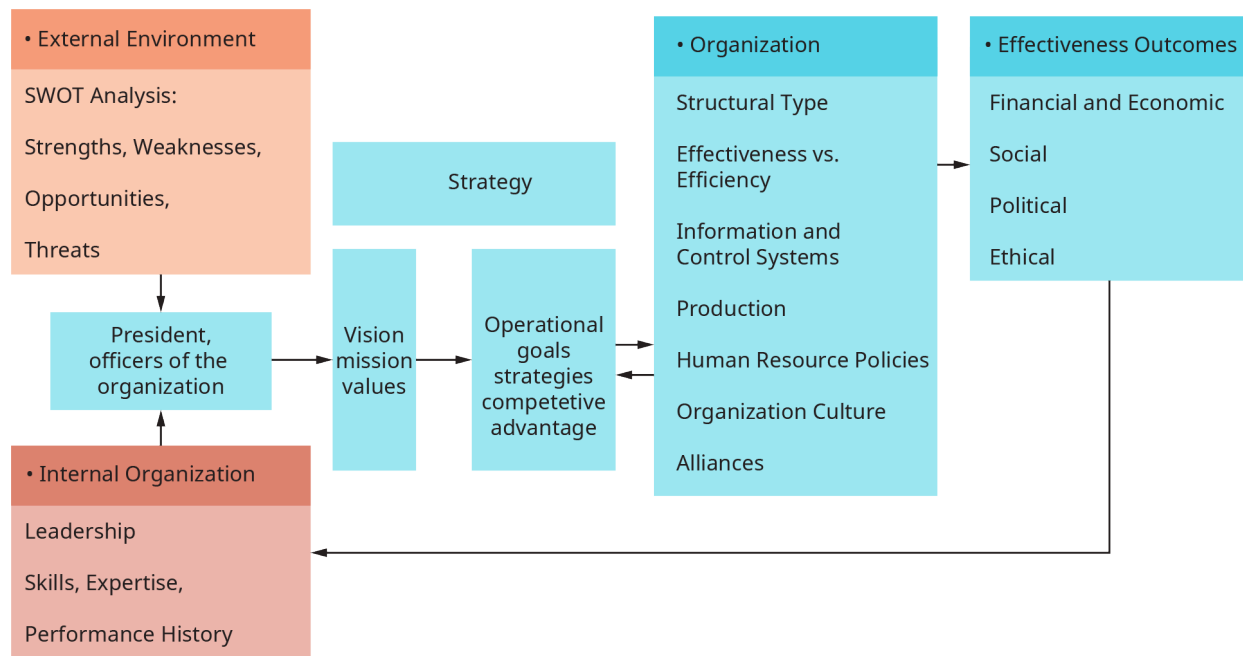 • External Environment
SWOT Analysis:
Strengths, Weaknesses,
Opportunities,
Threats
President,
officers of the
organization
• Internal Organization
Leadership
Skills, Expertise,
Performance History
Strategy
Vision
mission
values
Operational
goals
strategies
competetive
advantage
• Organization
Structural Type
Effectiveness vs.
Efficiency
Information and
Control Systems
Production
Human Resource Policies
Organization Culture
Alliances
• Effectiveness Outcomes
Financial and Economic
Social
Political
Ethical